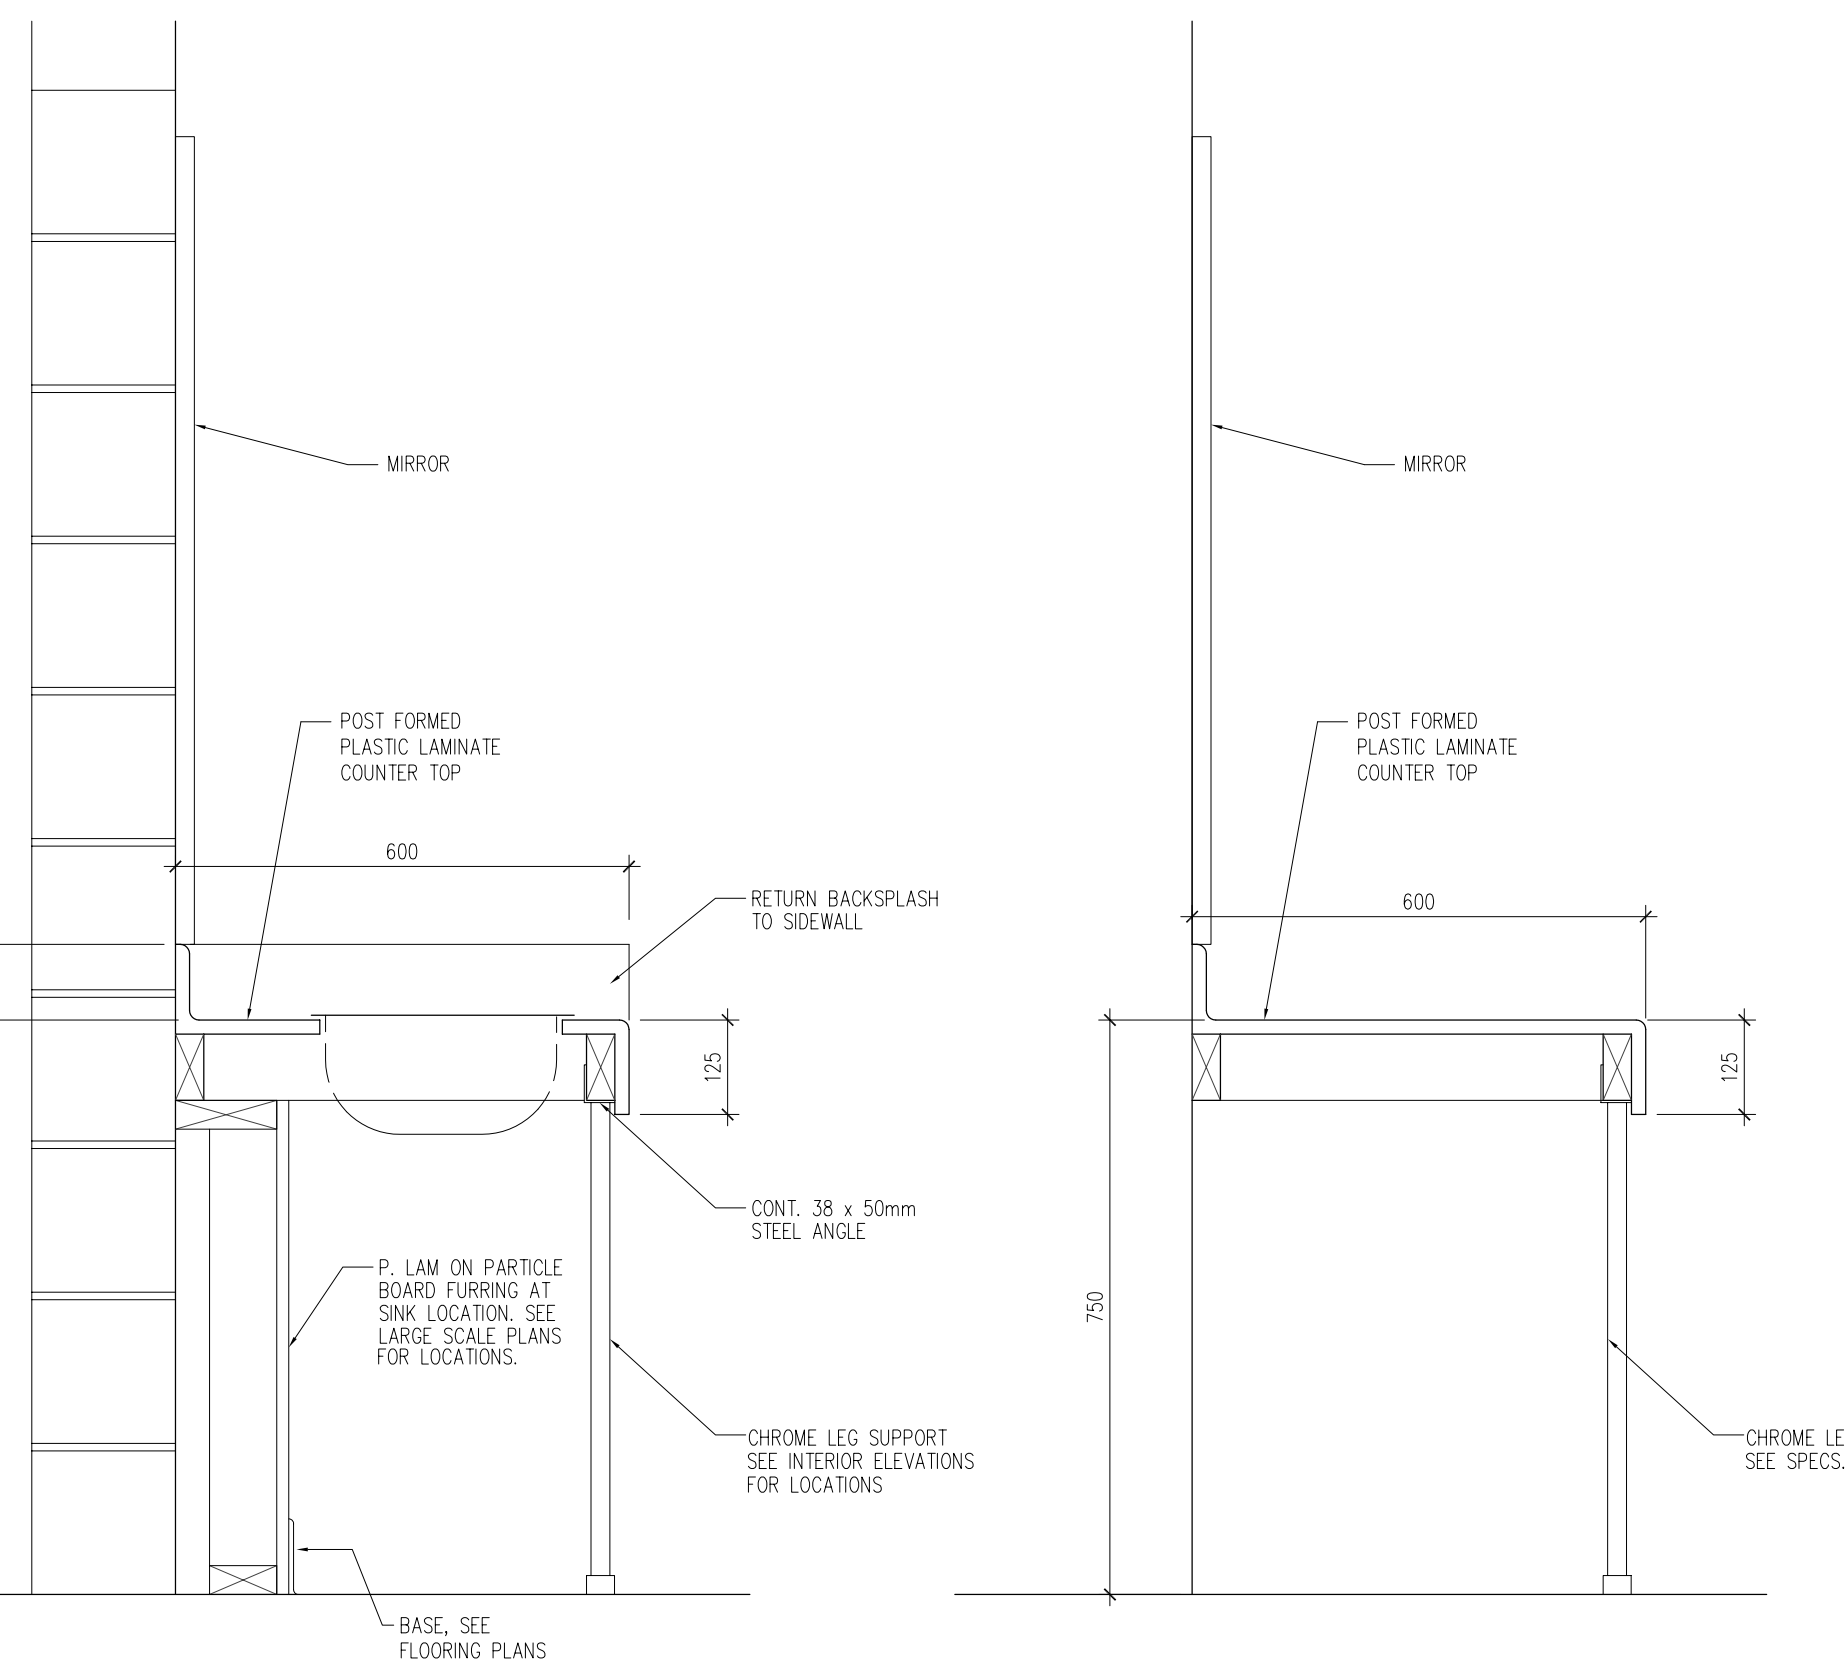 MIRROR
POST FORMED
PLASTIC LAMINATE
COUNTER TOP
600
RETURN BACKSPLASH
TO SIDEWALL
125
CONT. 38 x 50mm
STEEL ANGLE
P. LAM ON PARTICLE
BOARD FURRING AT
SINK LOCATION. SEE
LARGE SCALE PLANS
FOR LOCATIONS.
CHROME LEG SUPPORT
SEE INTERIOR ELEVATIONS
FOR LOCATIONS
BASE, SEE
FLOORING PLANS
MIRROR
POST FORMED
PLASTIC LAMINATE
COUNTER TOP
600
125
750
CHROME LE
SEE SPECS.